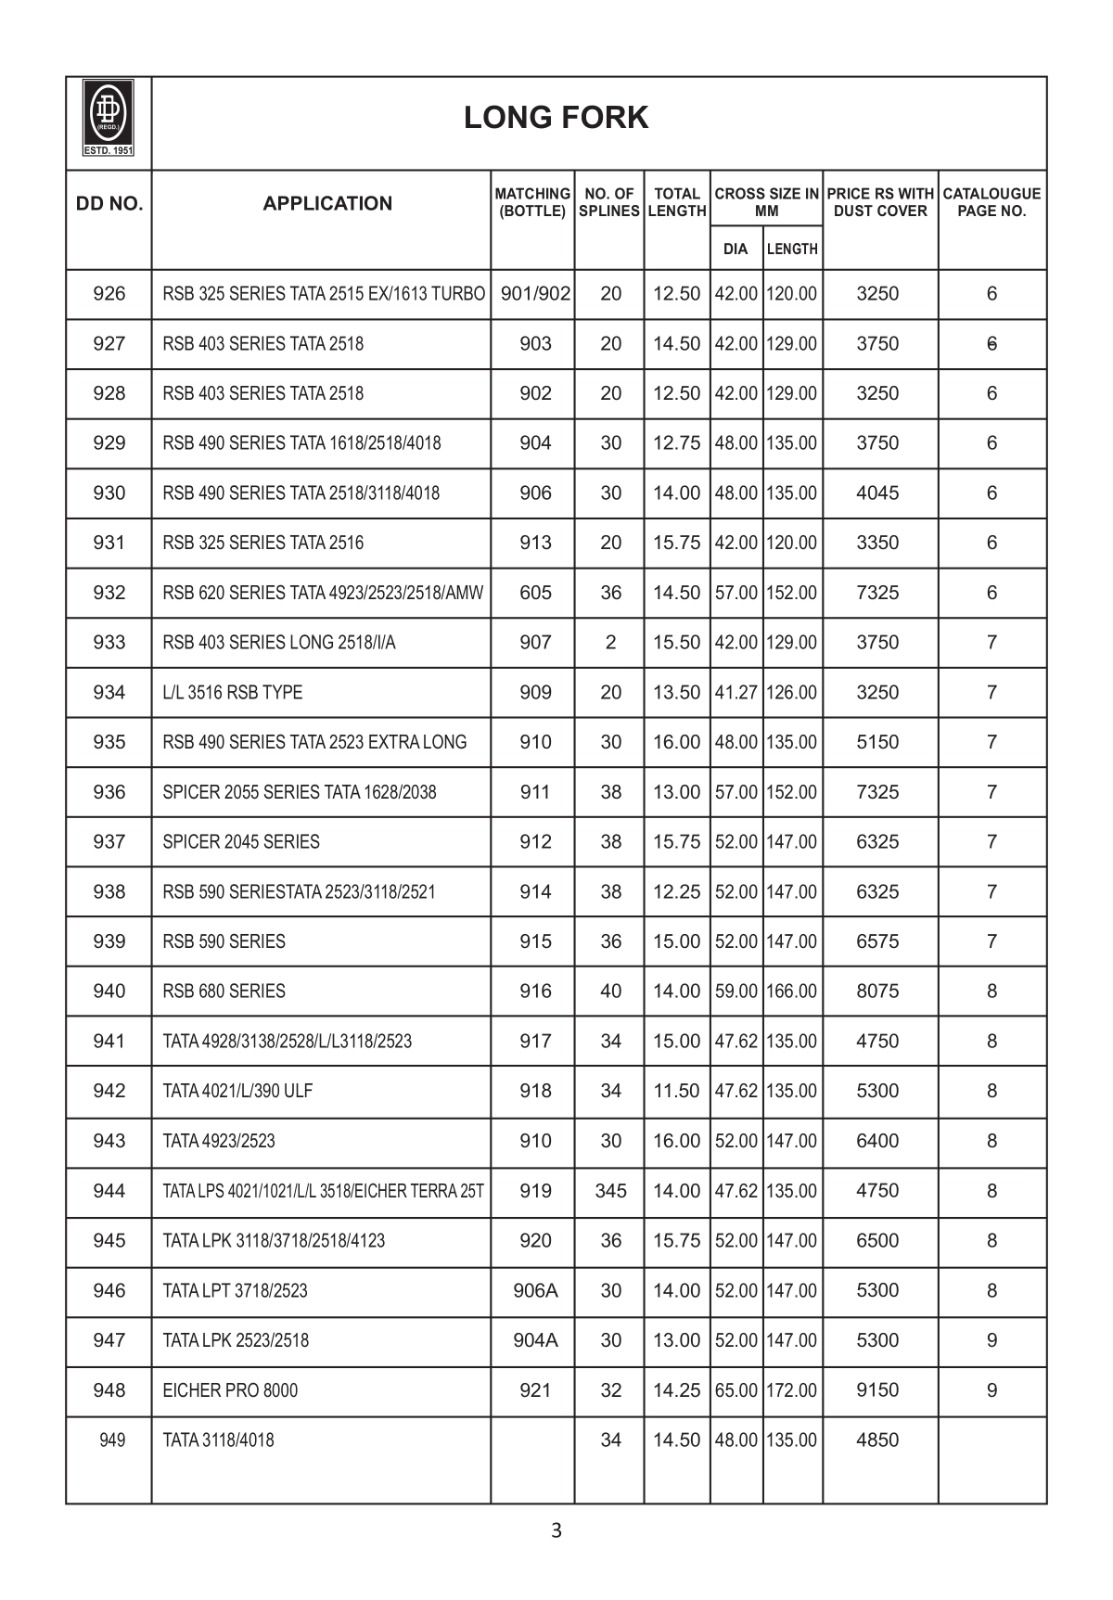 DD
(REGD.)
ESTD. 1951
LONG FORK
DD NO. APPLICATION MATCHING (BOTTLE) NO. OF SPLINES TOTAL LENGTH CROSS SIZE IN MM PRICE RS WITH DUST COVER CATALOUGUE PAGE NO.
DIA LENGTH
926 RSB 325 SERIES TATA 2515 EX/1613 TURBO 901/902 20 12.50 42.00 120.00 3250 6
927 RSB 403 SERIES TATA 2518 903 20 14.50 42.00 129.00 3750 6
928 RSB 403 SERIES TATA 2518 902 20 12.50 42.00 129.00 3250 6
929 RSB 490 SERIES TATA 1618/2518/4018 904 30 12.75 48.00 135.00 3750 6
930 RSB 490 SERIES TATA 2518/3118/4018 906 30 14.00 48.00 135.00 4045 6
931 RSB 325 SERIES TATA 2516 913 20 15.75 42.00 120.00 3350 6
932 RSB 620 SERIES TATA 4923/2523/2518/AMW 605 36 14.50 57.00 152.00 7325 6
933 RSB 403 SERIES LONG 2518/I/A 907 2 15.50 42.00 129.00 3750 7
934 L/L 3516 RSB TYPE 909 20 13.50 41.27 126.00 3250 7
935 RSB 490 SERIES TATA 2523 EXTRA LONG 910 30 16.00 48.00 135.00 5150 7
936 SPICER 2055 SERIES TATA 1628/2038 911 38 13.00 57.00 152.00 7325 7
937 SPICER 2045 SERIES 912 38 15.75 52.00 147.00 6325 7
938 RSB 590 SERIESTATA 2523/3118/2521 914 38 12.25 52.00 147.00 6325 7
939 RSB 590 SERIES 915 36 15.00 52.00 147.00 6575 7
940 RSB 680 SERIES 916 40 14.00 59.00 166.00 8075 8
941 TATA 4928/3138/2528/L/L3118/2523 917 34 15.00 47.62 135.00 4750 8
942 TATA 4021/L/390 ULF 918 34 11.50 47.62 135.00 5300 8
943 TATA 4923/2523 910 30 16.00 52.00 147.00 6400 8
944 TATA LPS 4021/1021/L/L 3518/EICHER TERRA 25T 919 345 14.00 47.62 135.00 4750 8
945 TATA LPK 3118/3718/2518/4123 920 36 15.75 52.00 147.00 6500 8
946 TATA LPT 3718/2523 906A 30 14.00 52.00 147.00 5300 8
947 TATA LPK 2523/2518 904A 30 13.00 52.00 147.00 5300 9
948 EICHER PRO 8000 921 32 14.25 65.00 172.00 9150 9
949 TATA 3118/4018 34 14.50 48.00 135.00 4850
3